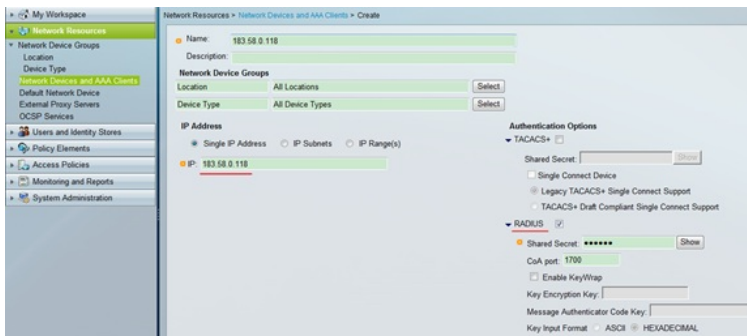 My Workspace
Network Resources
Network Device Groups
Location
Device Type
Network Devices and AAA Clients
Default Network Device
External Proxy Servers
OCSP Services
Users and Identity Stores
Policy Elements
Access Policies
Monitoring and Reports
System Administration
Network Resources > Network Devices and AAA Clients > Create
Name: 183.58.0.118
Description:
Network Device Groups
Location All Locations Select
Device Type All Device Types Select
IP Address
Single IP Address IP Subnets IP Range(s)
IP: 183.58.0.118
Authentication Options
TACACS+
Shared Secret: Show
Single Connect Device
Legacy TACACS+ Single Connect Support
TACACS+ Draft Compliant Single Connect Support
RADIUS
Shared Secret: •••••• Show
CoA port: 1700
Enable KeyWrap
Key Encryption Key:
Message Authenticator Code Key:
Key Input Format ASCII HEXADECIMAL